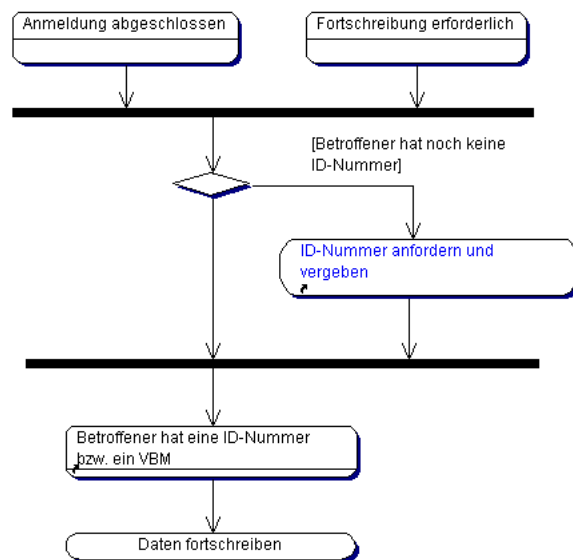 Anmeldung abgeschlossen
Fortschreibung erforderlich
[Betroffener hat noch keine
ID-Nummer]
ID-Nummer anfordern und
vergeben
Betroffener hat eine ID-Nummer
bzw. ein VBM
Daten fortschreiben